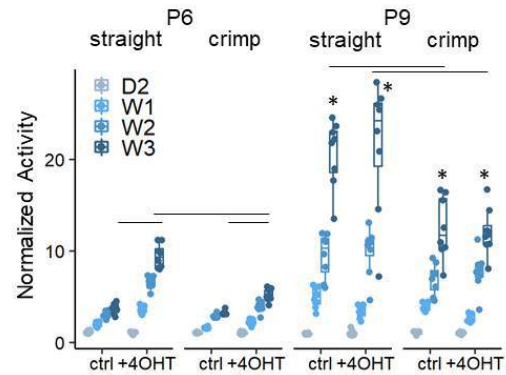 P6 P9
straight crimp straight crimp
D2
W1
W2
W3
Normalized Activity
20
10
0
* * * *
ctrl +4OHT ctrl +4OHT ctrl +4OHT ctrl +4OHT